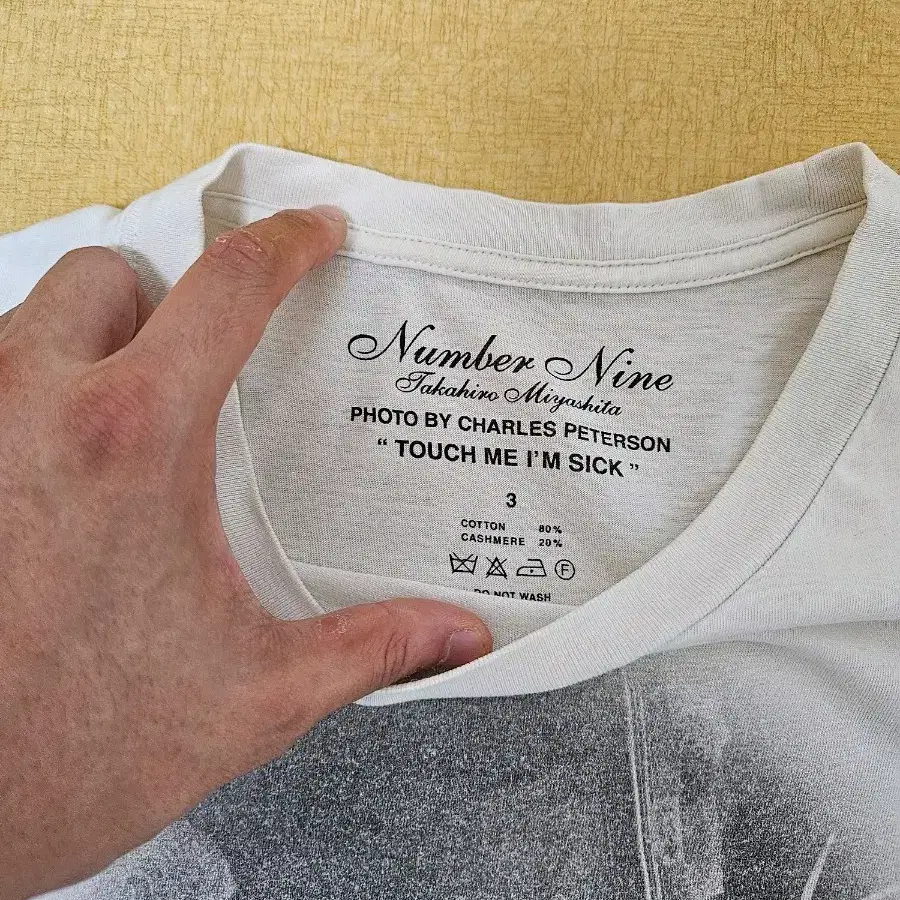 Number Nine
Takahiro Miyashita
PHOTO BY CHARLES PETERSON
“ TOUCH ME I'M SICK ”
3
COTTON 80%
CASHMERE 20%
F
DO NOT WASH